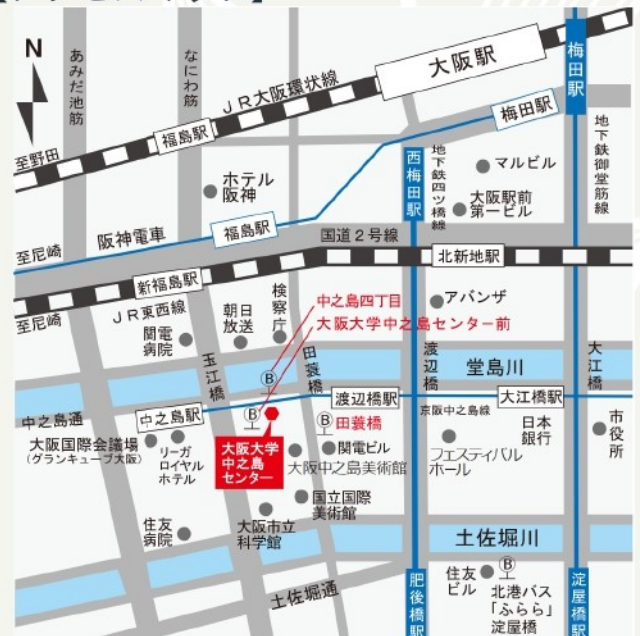 N
あみだ池筋
なにわ筋
JR大阪環状線
大阪駅
梅田駅
梅田駅
福島駅
至野田
ホテル
阪神
西梅田駅
地下鉄四ツ橋線
マルビル
大阪駅前
第一ビル
地下鉄御堂筋線
至尼崎
阪神電車
福島駅
国道2号線
北新地駅
新福島駅
至尼崎
JR東西線
関電
病院
朝日
放送
検察庁
中之島四丁目
大阪大学中之島センター前
アバンザ
玉江橋
田蓑橋
渡辺橋
堂島川
大江橋
B
中之島通
中之島駅
渡辺橋駅
大江橋駅
京阪中之島線
B
B
田蓑橋
大阪国際会議場
(グランキューブ大阪)
リーガ
ロイヤル
ホテル
大阪大学
中之島
センター
関電ビル
大阪中之島美術館
フェスティバル
ホール
日本
銀行
市役所
国立国際
美術館
大阪市立
科学館
住友
病院
土佐堀川
土佐堀通
肥後橋駅
住友
ビル
B
北港バス
「ふらら」
淀屋橋
淀屋橋駅